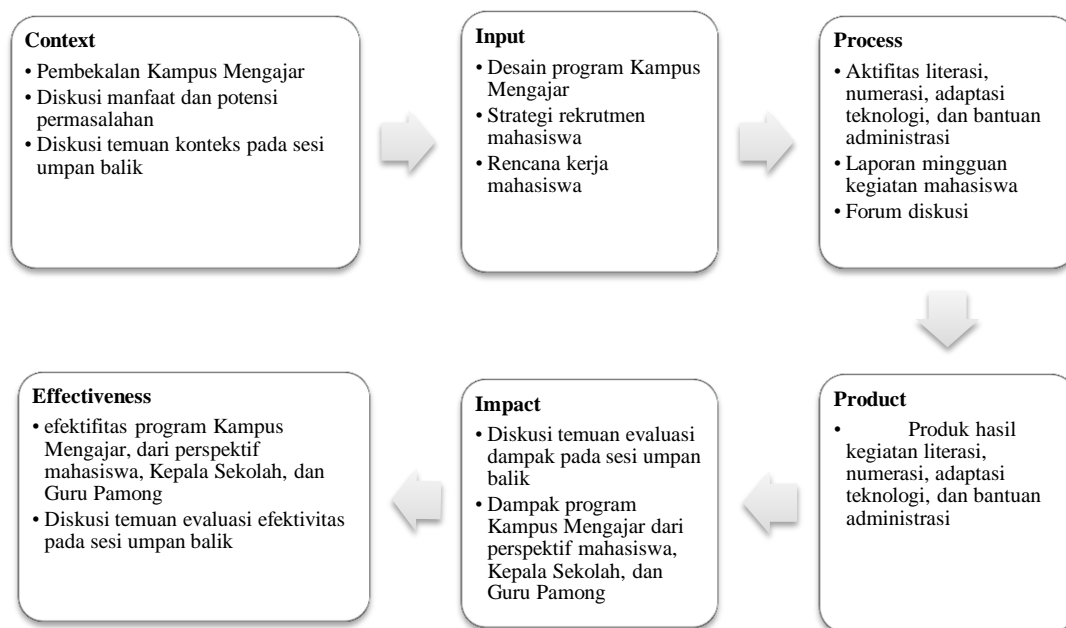 Context
• Pembekalan Kampus Mengajar
• Diskusi manfaat dan potensi
permasalahan
• Diskusi temuan konteks pada sesi
umpan balik
Input
• Desain program Kampus
Mengajar
• Strategi rekrutmen
mahasiswa
• Rencana kerja
mahasiswa
Process
• Aktifitas literasi,
numerasi, adaptasi
teknologi, dan bantuan
administrasi
• Laporan mingguan
kegiatan mahasiswa
• Forum diskusi
Product
• Produk hasil
kegiatan literasi,
numerasi, adaptasi
teknologi, dan bantuan
administrasi
Impact
• Diskusi temuan evaluasi
dampak pada sesi umpan
balik
• Dampak program
Kampus Mengajar dari
perspektif mahasiswa,
Kepala Sekolah, dan
Guru Pamong
Effectiveness
• efektifitas program Kampus
Mengajar, dari perspektif
mahasiswa, Kepala Sekolah, dan
Guru Pamong
• Diskusi temuan evaluasi efektivitas
pada sesi umpan balik